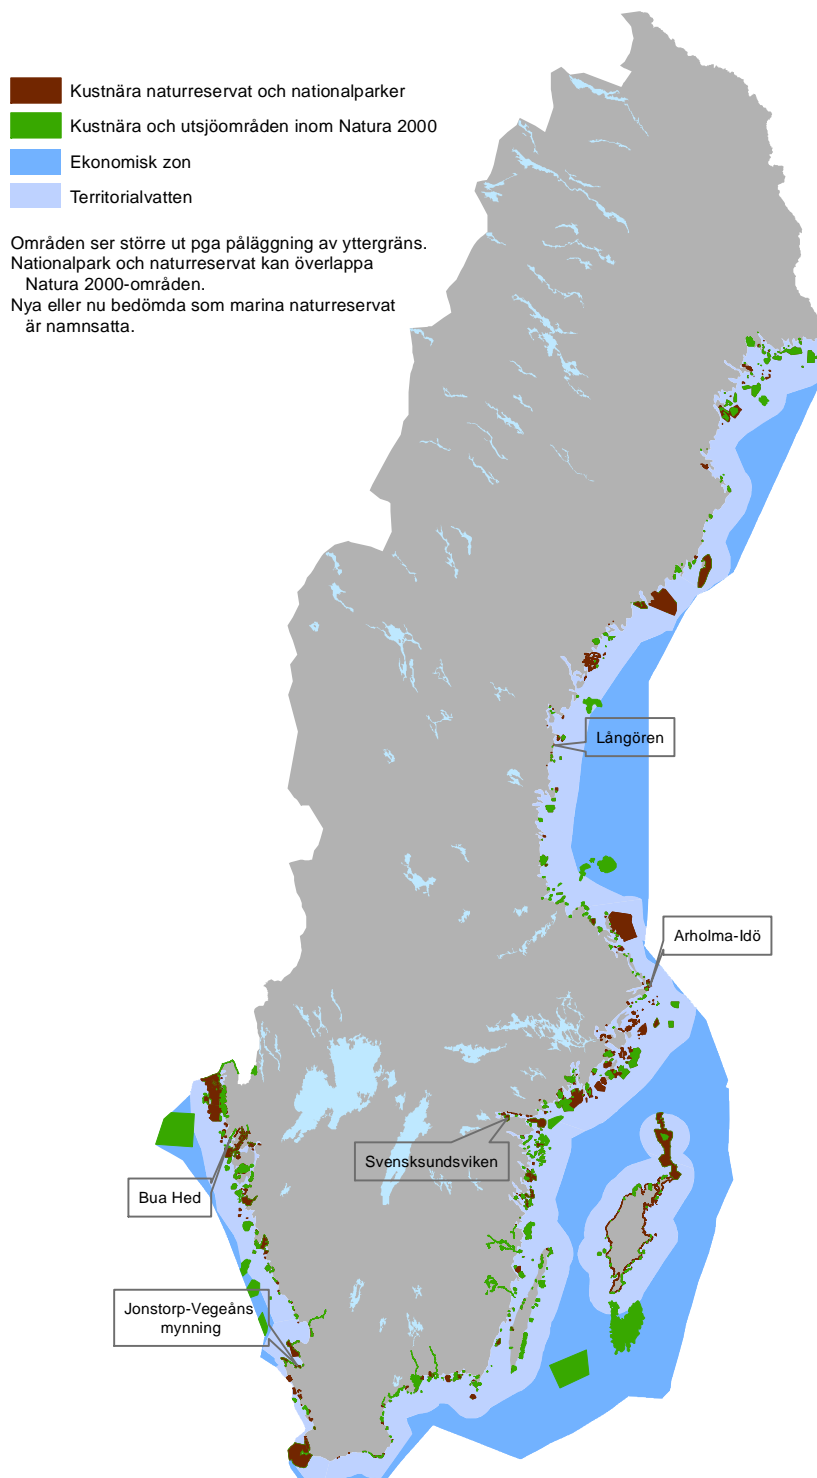 Kustnära naturreservat och nationalparker
Kustnära och utsjöområden inom Natura 2000
Ekonomisk zon
Territorialvatten
Områden ser större ut pga påläggning av yttergräns.
Nationalpark och naturreservat kan överlappa
Natura 2000-områden.
Nya eller nu bedömda som marina naturreservat
är namnsatta.
Långören
Arholma-Idö
Svensksundsviken
Bua Hed
Jonstorp-Vegeåns
mynning